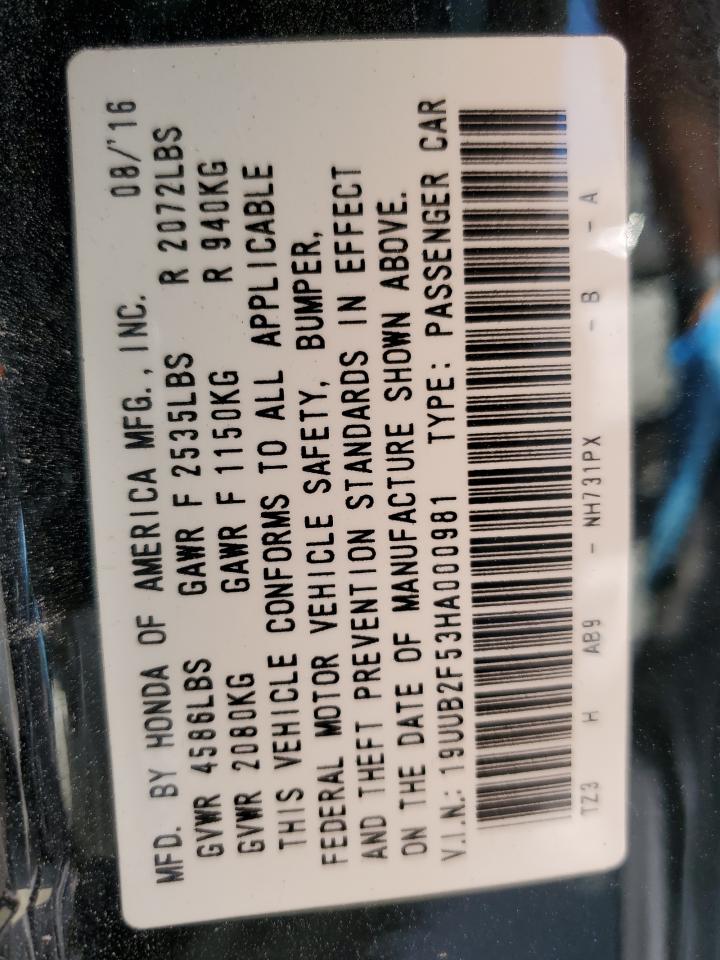 MFD. BY HONDA OF AMERICA MFG., INC. 08/'16
GVWR 4586LBS GAWR F 2535LBS R 2072LBS
GVWR 2080KG GAWR F 1150KG R 940KG
THIS VEHICLE CONFORMS TO ALL APPLICABLE
FEDERAL MOTOR VEHICLE SAFETY, BUMPER,
AND THEFT PREVENTION STANDARDS IN EFFECT
ON THE DATE OF MANUFACTURE SHOWN ABOVE.
V.I.N.: 19UUB2F53HA000981 TYPE: PASSENGER CAR
TZ3 H AB9 - NH731PX - B - A